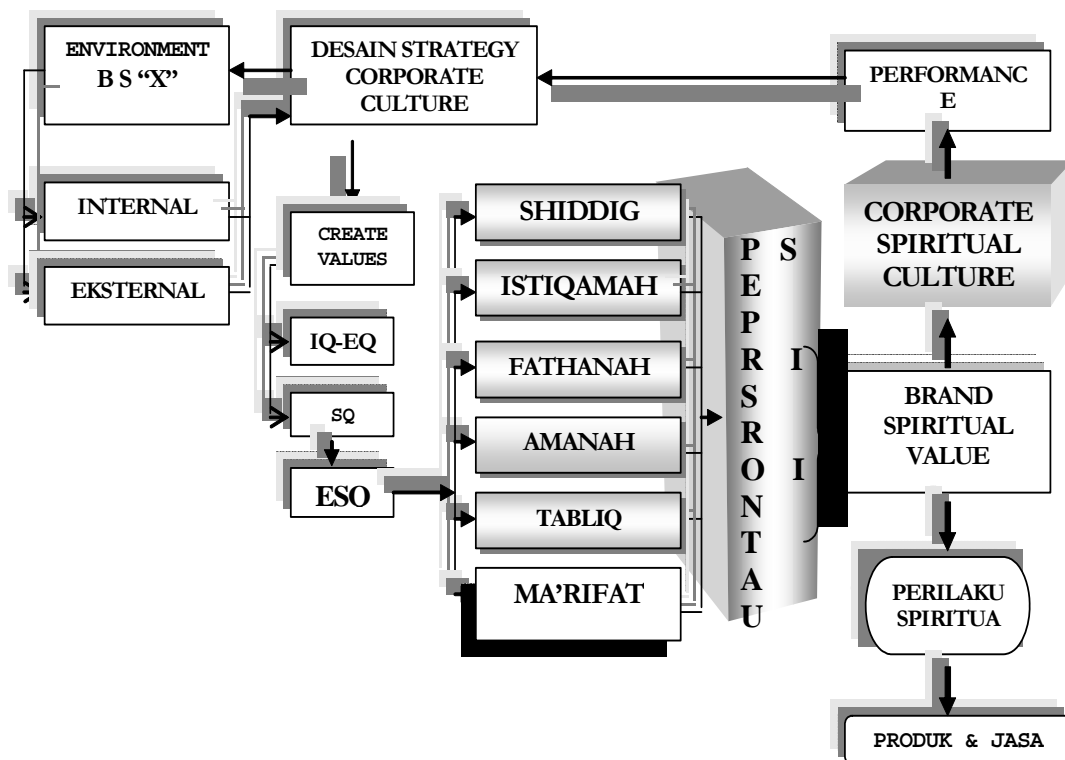 ENVIRONMENT
B S “X”
DESAIN STRATEGY
CORPORATE
CULTURE
PERFORMANC
E
INTERNAL
EKSTERNAL
CREATE
VALUES
IQ-EQ
SQ
ESO
SHIDDIG
ISTIQAMAH
FATHANAH
AMANAH
TABLIQ
MA’RIFAT
CORPORATE
SPIRITUAL
CULTURE
BRAND
SPIRITUAL
VALUE
PERILAKU
SPIRITUA
PRODUK & JASA